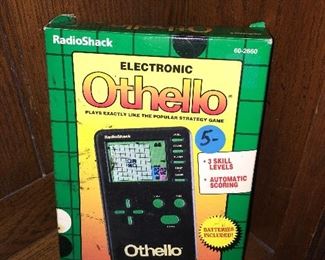 RadioShack
60-2660
ELECTRONIC
Othello
PLAYS EXACTLY LIKE THE POPULAR STRATEGY GAME
RadioShack
5-
• 3 SKILL
LEVELS
• AUTOMATIC
SCORING
BATTERIES
INCLUDED!
Othello